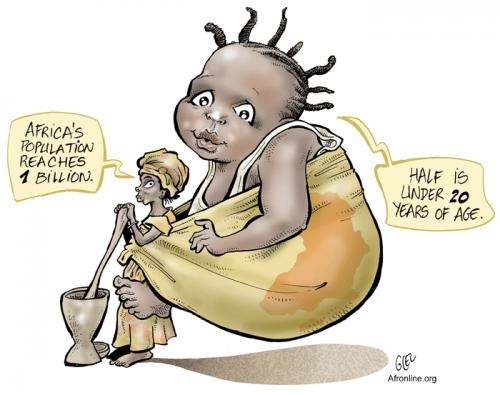 AFRICA'S
POPULATION
REACHES
1 BILLION.
HALF IS
UNDER 20
YEARS OF AGE.
GLEZ
Afronline.org